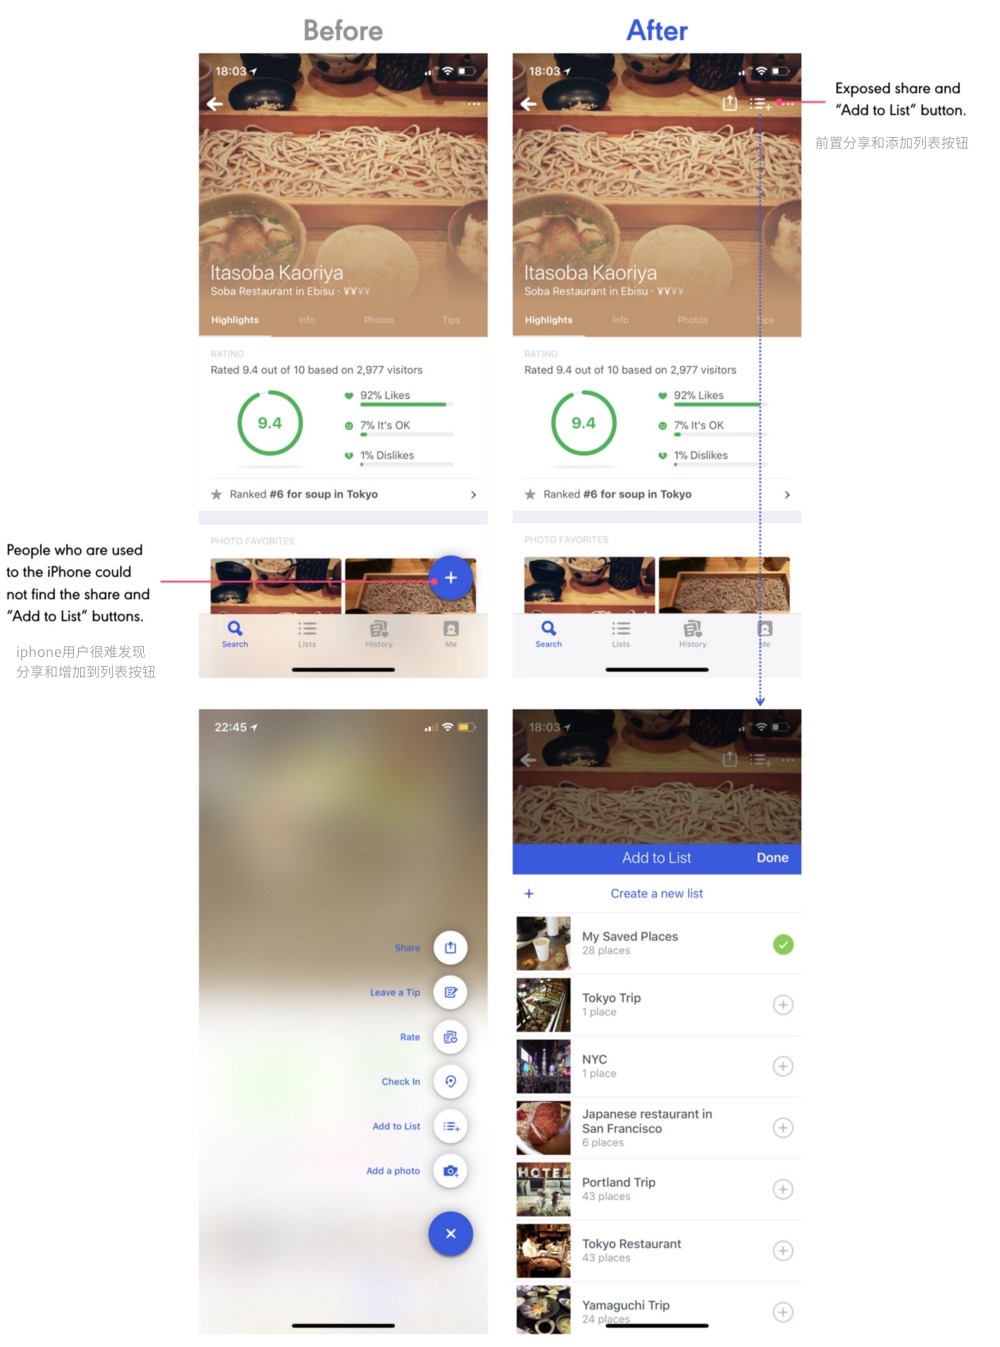 Before
After
18:03
18:03
Exposed share and
“Add to List” button.
前置分享和添加列表按钮
Itasoba Kaoriya
Soba Restaurant in Ebisu · ¥¥¥¥
Highlights
Info
Photos
Tips
Itasoba Kaoriya
Soba Restaurant in Ebisu · ¥¥¥¥
Highlights
Info
Photos
Tips
RATING
Rated 9.4 out of 10 based on 2,977 visitors
9.4
92% Likes
7% It's OK
1% Dislikes
Ranked #6 for soup in Tokyo
PHOTO FAVORITES
RATING
Rated 9.4 out of 10 based on 2,977 visitors
9.4
92% Likes
7% It's OK
1% Dislikes
Ranked #6 for soup in Tokyo
PHOTO FAVORITES
People who are used
to the iPhone could
not find the share and
“Add to List” buttons.
iphone用户很难发现
分享和增加到列表按钮
Search
Lists
History
Me
Search
Lists
History
Me
22:45
Share
Leave a Tip
Rate
Check In
Add to List
Add a photo
18:03
Add to List
Done
Create a new list
My Saved Places
28 places
Tokyo Trip
1 place
NYC
1 place
Japanese restaurant in
San Francisco
6 places
HOTEL
Portland Trip
43 places
Tokyo Restaurant
43 places
Yamaguchi Trip
24 places